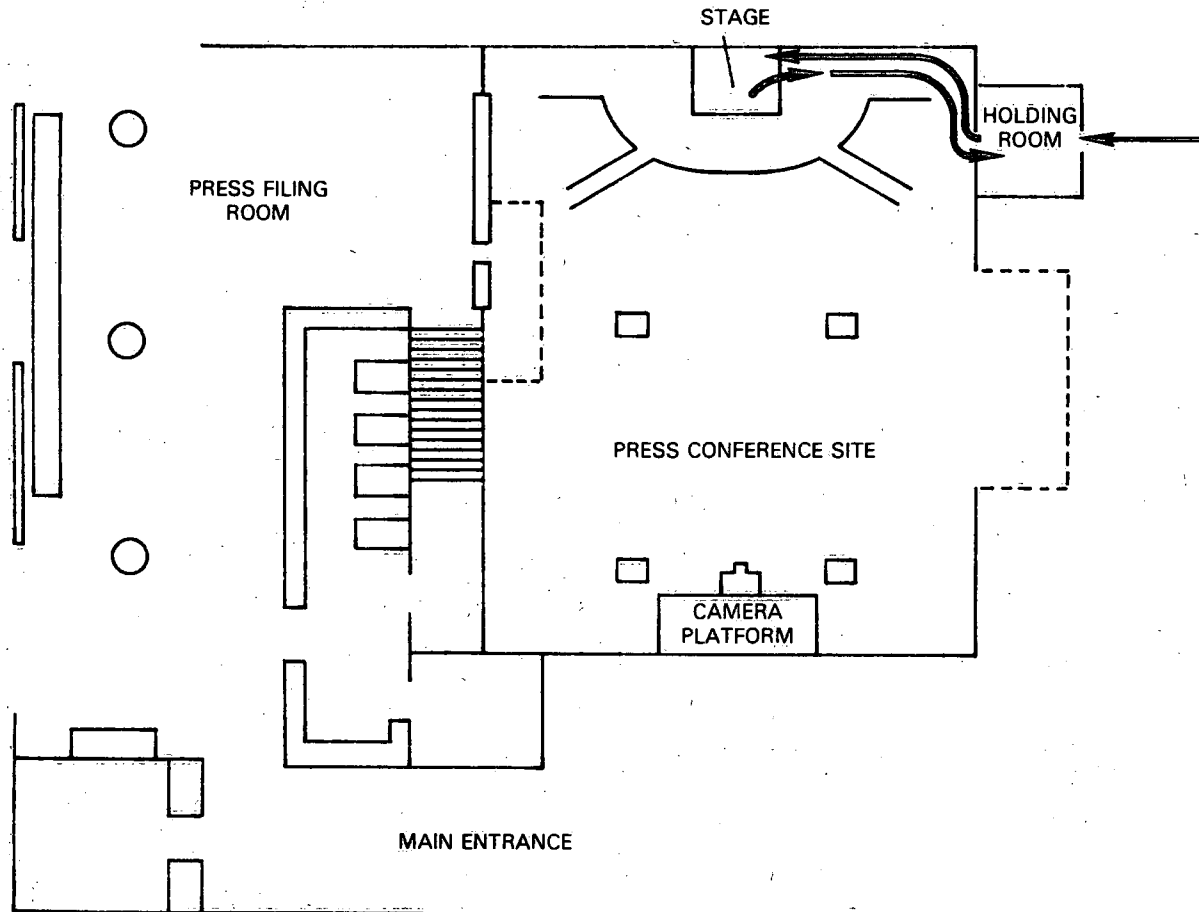 STAGE
HOLDING
ROOM
PRESS FILING
ROOM
PRESS CONFERENCE SITE
CAMERA
PLATFORM
MAIN ENTRANCE